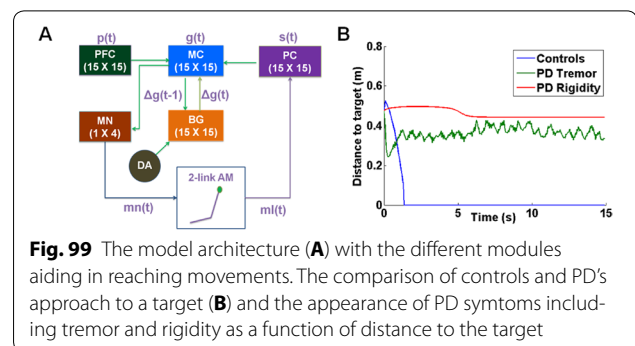 A
p(t) g(t) s(t)
PFC MC PC
(15 X 15) (15 X 15) (15 X 15)
Δg(t-1) Δg(t)
MN BG
(1 X 4) (15 X 15)
DA
2-link AM
mn(t) ml(t)
B
0.8
0.6
0.4
0.2
0
Distance to target (m)
Controls
PD Tremor
PD Rigidity
0 5 10 15
Time (s)
Fig. 99 The model architecture (A) with the different modules
aiding in reaching movements. The comparison of controls and PD's
approach to a target (B) and the appearance of PD symtoms includ-
ing tremor and rigidity as a function of distance to the target